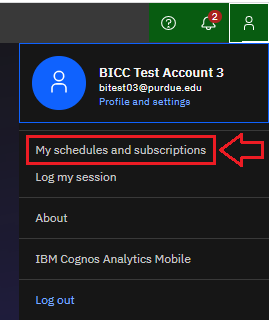 2
BICC Test Account 3
bitest03@purdue.edu
Profile and settings
My schedules and subscriptions
Log my session
About
IBM Cognos Analytics Mobile
Log out